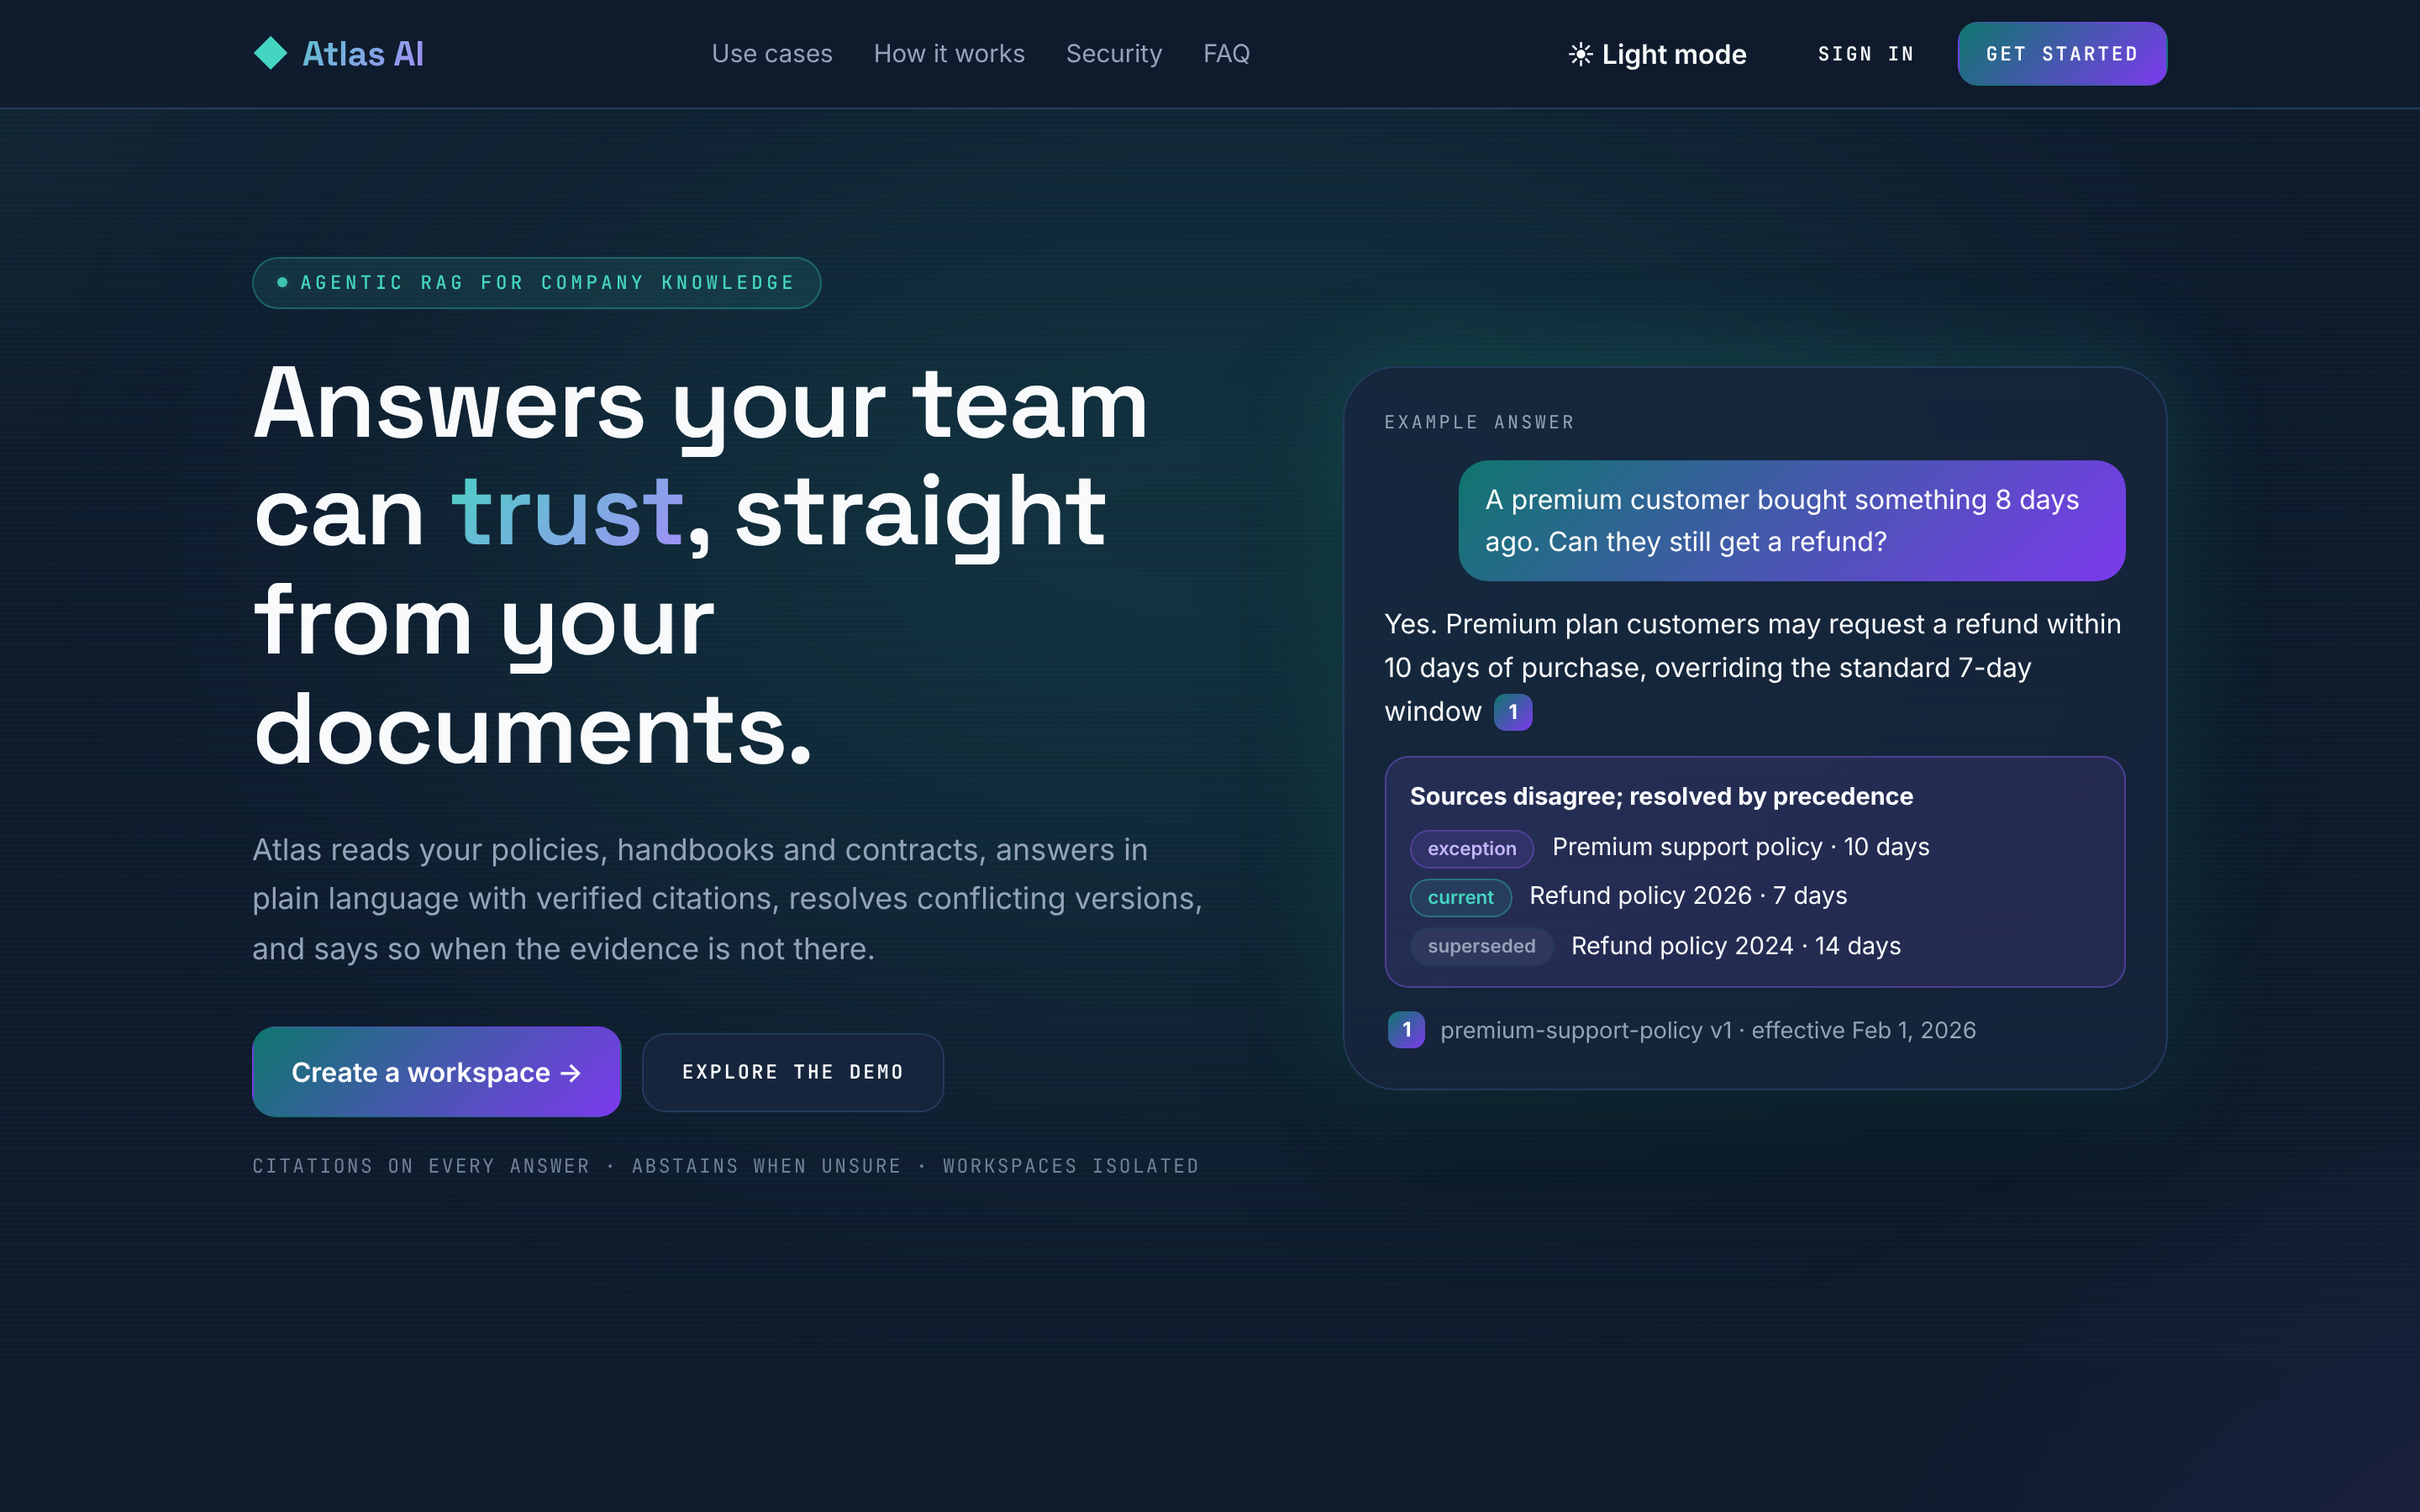 Atlas AI
Use cases
How it works
Security
FAQ
☀ Light mode
SIGN IN
GET STARTED
AGENTIC RAG FOR COMPANY KNOWLEDGE
Answers your team
can trust, straight
from your
documents.
Atlas reads your policies, handbooks and contracts, answers in
plain language with verified citations, resolves conflicting versions,
and says so when the evidence is not there.
Create a workspace →
EXPLORE THE DEMO
CITATIONS ON EVERY ANSWER · ABSTAINS WHEN UNSURE · WORKSPACES ISOLATED
EXAMPLE ANSWER
A premium customer bought something 8 days
ago. Can they still get a refund?
Yes. Premium plan customers may request a refund within
10 days of purchase, overriding the standard 7-day
window 1
Sources disagree; resolved by precedence
exception Premium support policy · 10 days
current Refund policy 2026 · 7 days
superseded Refund policy 2024 · 14 days
1 premium-support-policy v1 · effective Feb 1, 2026